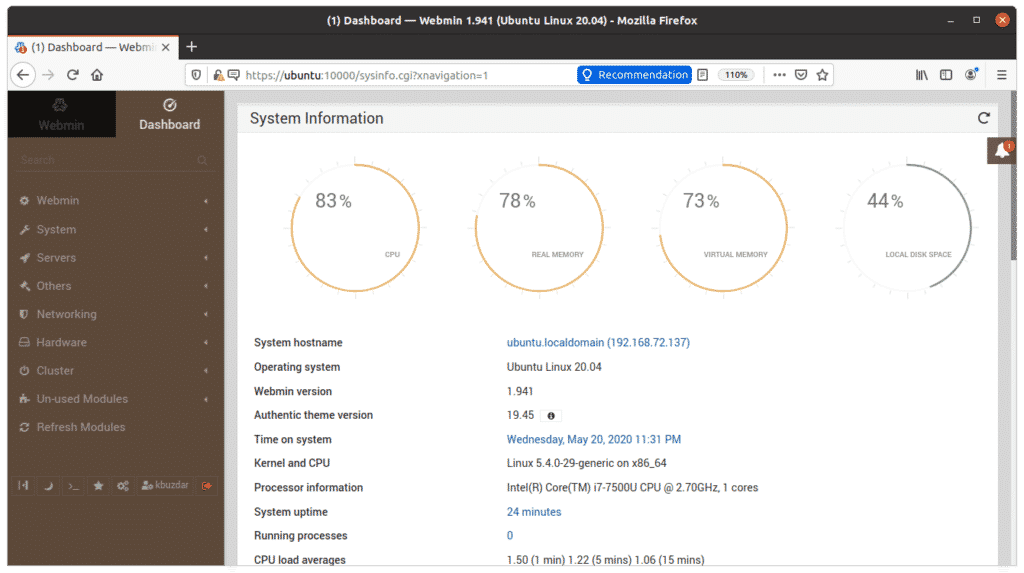 (1) Dashboard — Webmin 1.941 (Ubuntu Linux 20.04) - Mozilla Firefox
(1) Dashboard — Webmin
https://ubuntu:10000/sysinfo.cgi?xnavigation=1
Recommendation
110%
Webmin
Dashboard
Search
Webmin
System
Servers
Others
Networking
Hardware
Cluster
Un-used Modules
Refresh Modules
kbuzdar
System Information
1
83%
CPU
78%
REAL MEMORY
73%
VIRTUAL MEMORY
44%
LOCAL DISK SPACE
System hostname ubuntu.localdomain (192.168.72.137)
Operating system Ubuntu Linux 20.04
Webmin version 1.941
Authentic theme version 19.45
Time on system Wednesday, May 20, 2020 11:31 PM
Kernel and CPU Linux 5.4.0-29-generic on x86_64
Processor information Intel(R) Core(TM) i7-7500U CPU @ 2.70GHz, 1 cores
System uptime 24 minutes
Running processes 0
CPU load averages 1.50 (1 min) 1.22 (5 mins) 1.06 (15 mins)